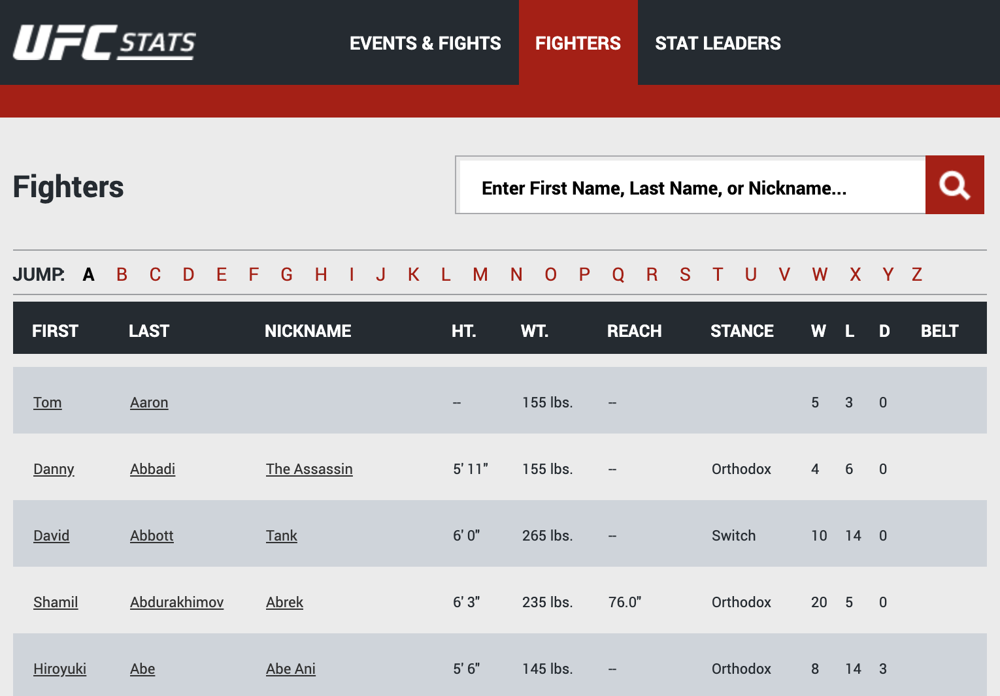 UFC STATS
EVENTS & FIGHTS FIGHTERS STAT LEADERS
Fighters
Enter First Name, Last Name, or Nickname...
JUMP: A B C D E F G H I J K L M N O P Q R S T U V W X Y Z
FIRST LAST NICKNAME HT. WT. REACH STANCE W L D BELT
Tom Aaron -- 155 lbs. -- 5 3 0
Danny Abbadi The Assassin 5' 11" 155 lbs. -- Orthodox 4 6 0
David Abbott Tank 6' 0" 265 lbs. -- Switch 10 14 0
Shamil Abdurakhimov Abrek 6' 3" 235 lbs. 76.0" Orthodox 20 5 0
Hiroyuki Abe Abe Ani 5' 6" 145 lbs. -- Orthodox 8 14 3